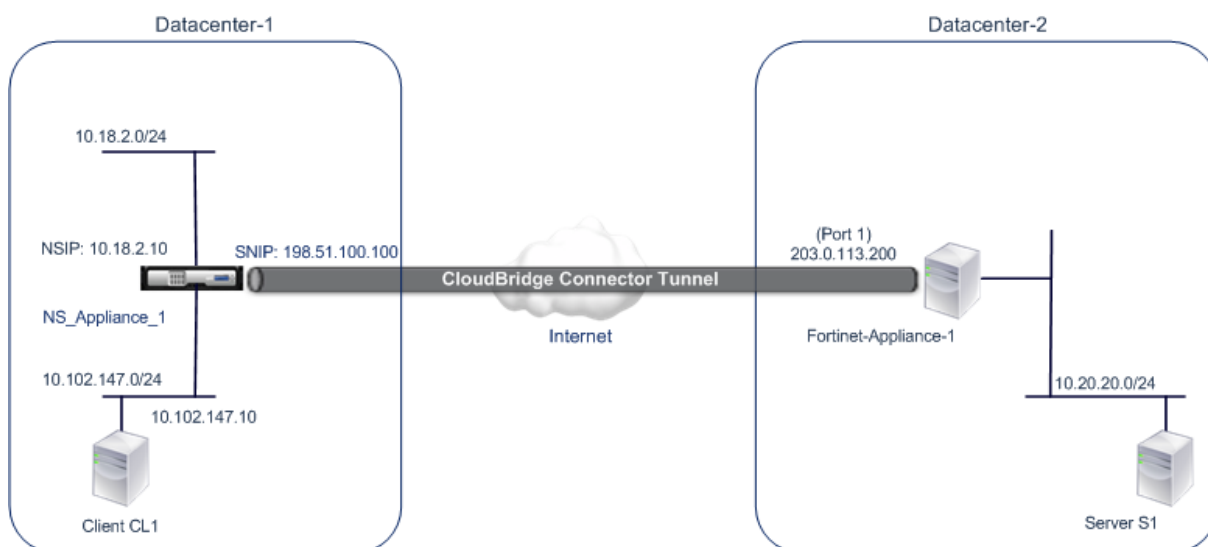 Datacenter-1
Datacenter-2
10.18.2.0/24
NSIP: 10.18.2.10
SNIP: 198.51.100.100
(Port 1)
203.0.113.200
CloudBridge Connector Tunnel
NS_Appliance_1
Internet
Fortinet-Appliance-1
10.102.147.0/24
10.20.20.0/24
10.102.147.10
Client CL1
Server S1